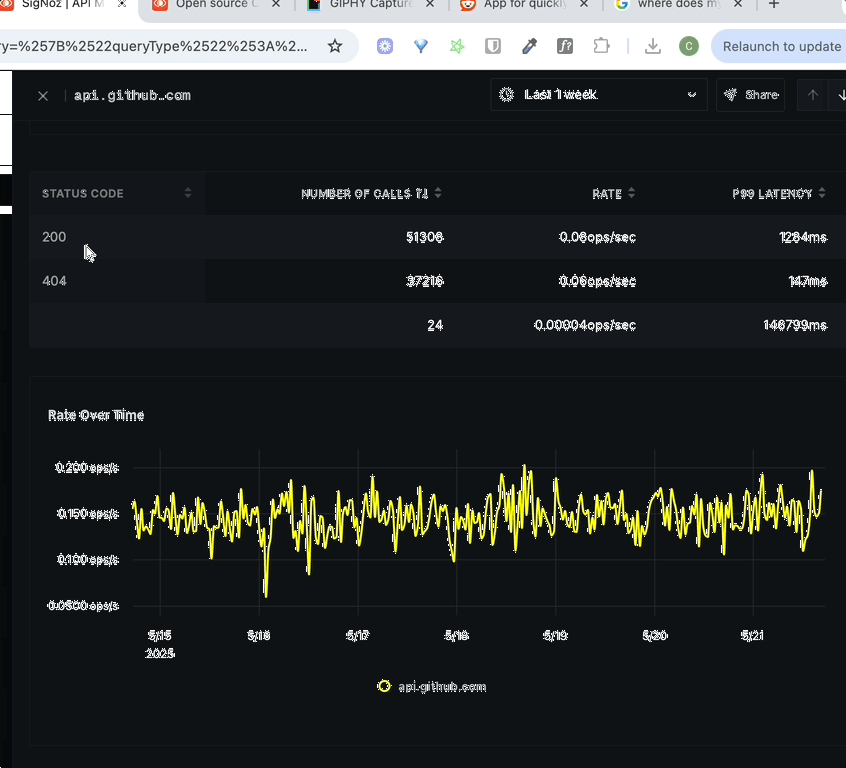 SigNoz | API M
Open source C
GIPHY Capture
App for quickly
where does my
ry=%257B%2522queryType%2522%253A%2...
Relaunch to update
C
api.github.com
Last 1 week
Share
STATUS CODE
NUMBER OF CALLS
RATE
P99 LATENCY
200
0.08ops/sec
1284ms
404
37216
0.06ops/sec
147ms
24
0.00004ops/sec
146799ms
Rate Over Time
0.200 ops/s
0.150 ops/s
0.100 ops/s
0.0500 ops/s
5/15
2025
5/16
5/17
5/18
5/19
5/20
5/21
api.github.com